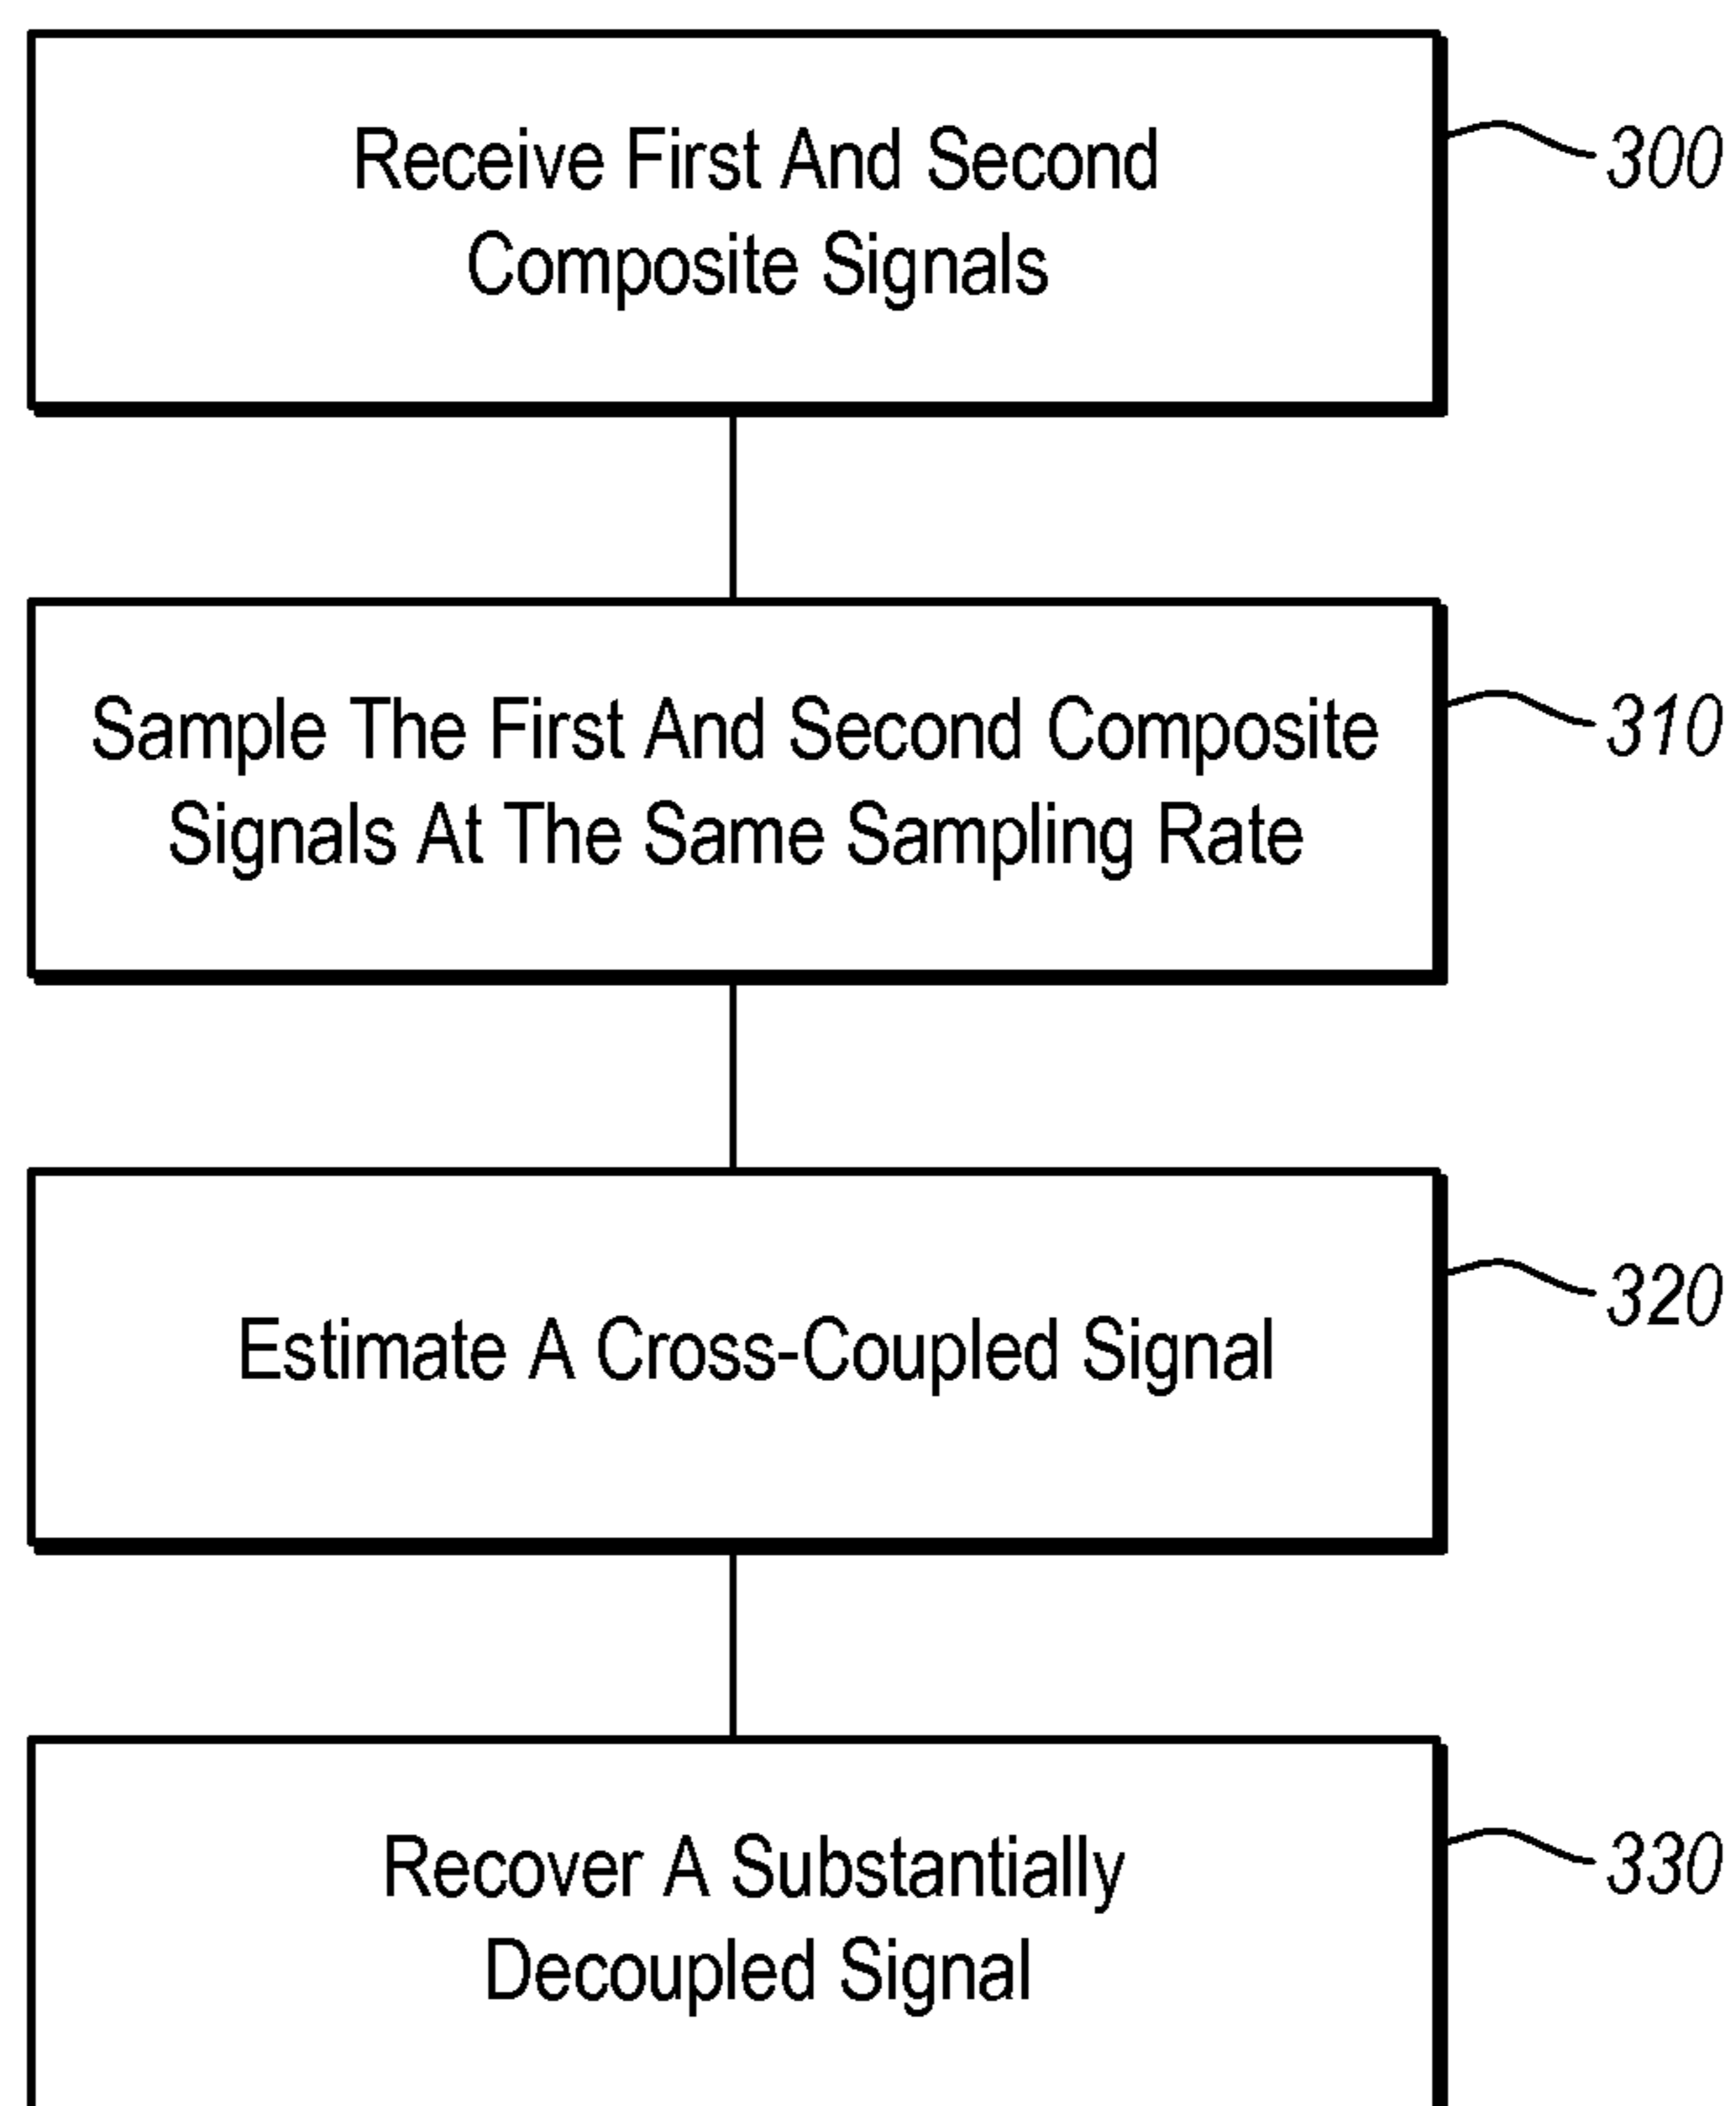 Receive First And Second
Composite Signals
300
Sample The First And Second Composite
Signals At The Same Sampling Rate
310
Estimate A Cross-Coupled Signal
320
Recover A Substantially
Decoupled Signal
330